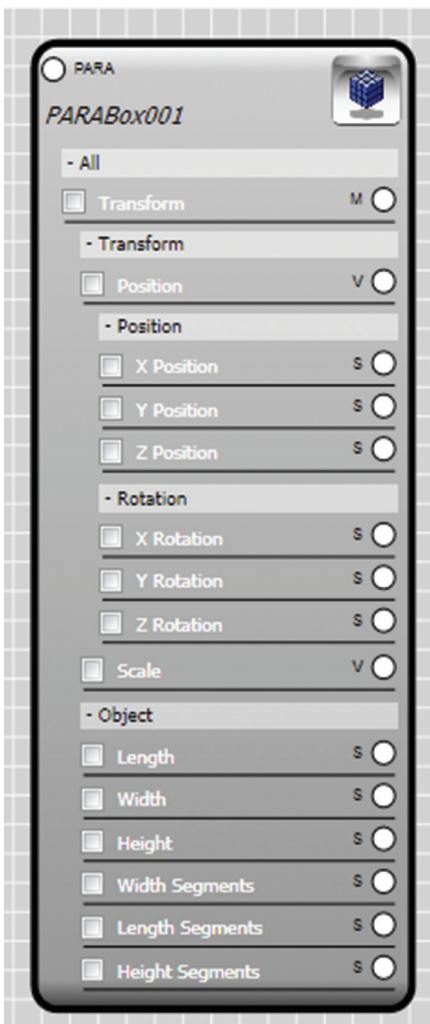 PARA
PARABox001
- All
Transform M
- Transform
Position V
- Position
X Position S
Y Position S
Z Position S
- Rotation
X Rotation S
Y Rotation S
Z Rotation S
Scale V
- Object
Length S
Width S
Height S
Width Segments S
Length Segments S
Height Segments S